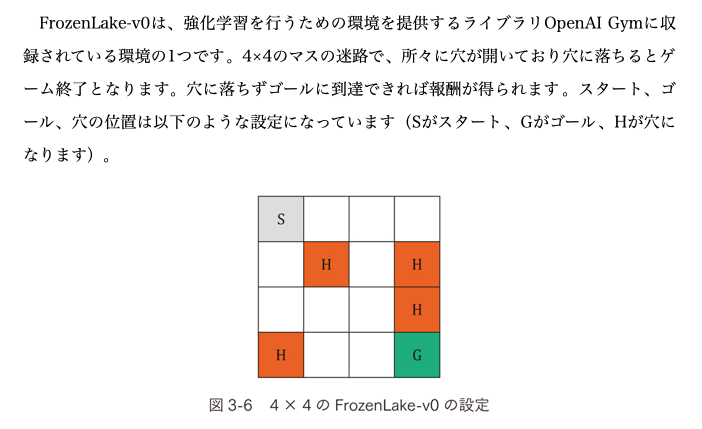 FrozenLake-v0は、強化学習を行うための環境を提供するライブラリOpenAI Gymに収
録されている環境の1つです。4×4のマスの迷路で、所々に穴が開いており穴に落ちるとゲ
ーム終了となります。穴に落ちずゴールに到達できれば報酬が得られます。スタート、ゴ
ール、穴の位置は以下のような設定になっています（Sがスタート、Gがゴール、Hが穴に
なります）。
S
H H
H
H G
図 3-6 4 × 4 の FrozenLake-v0 の設定